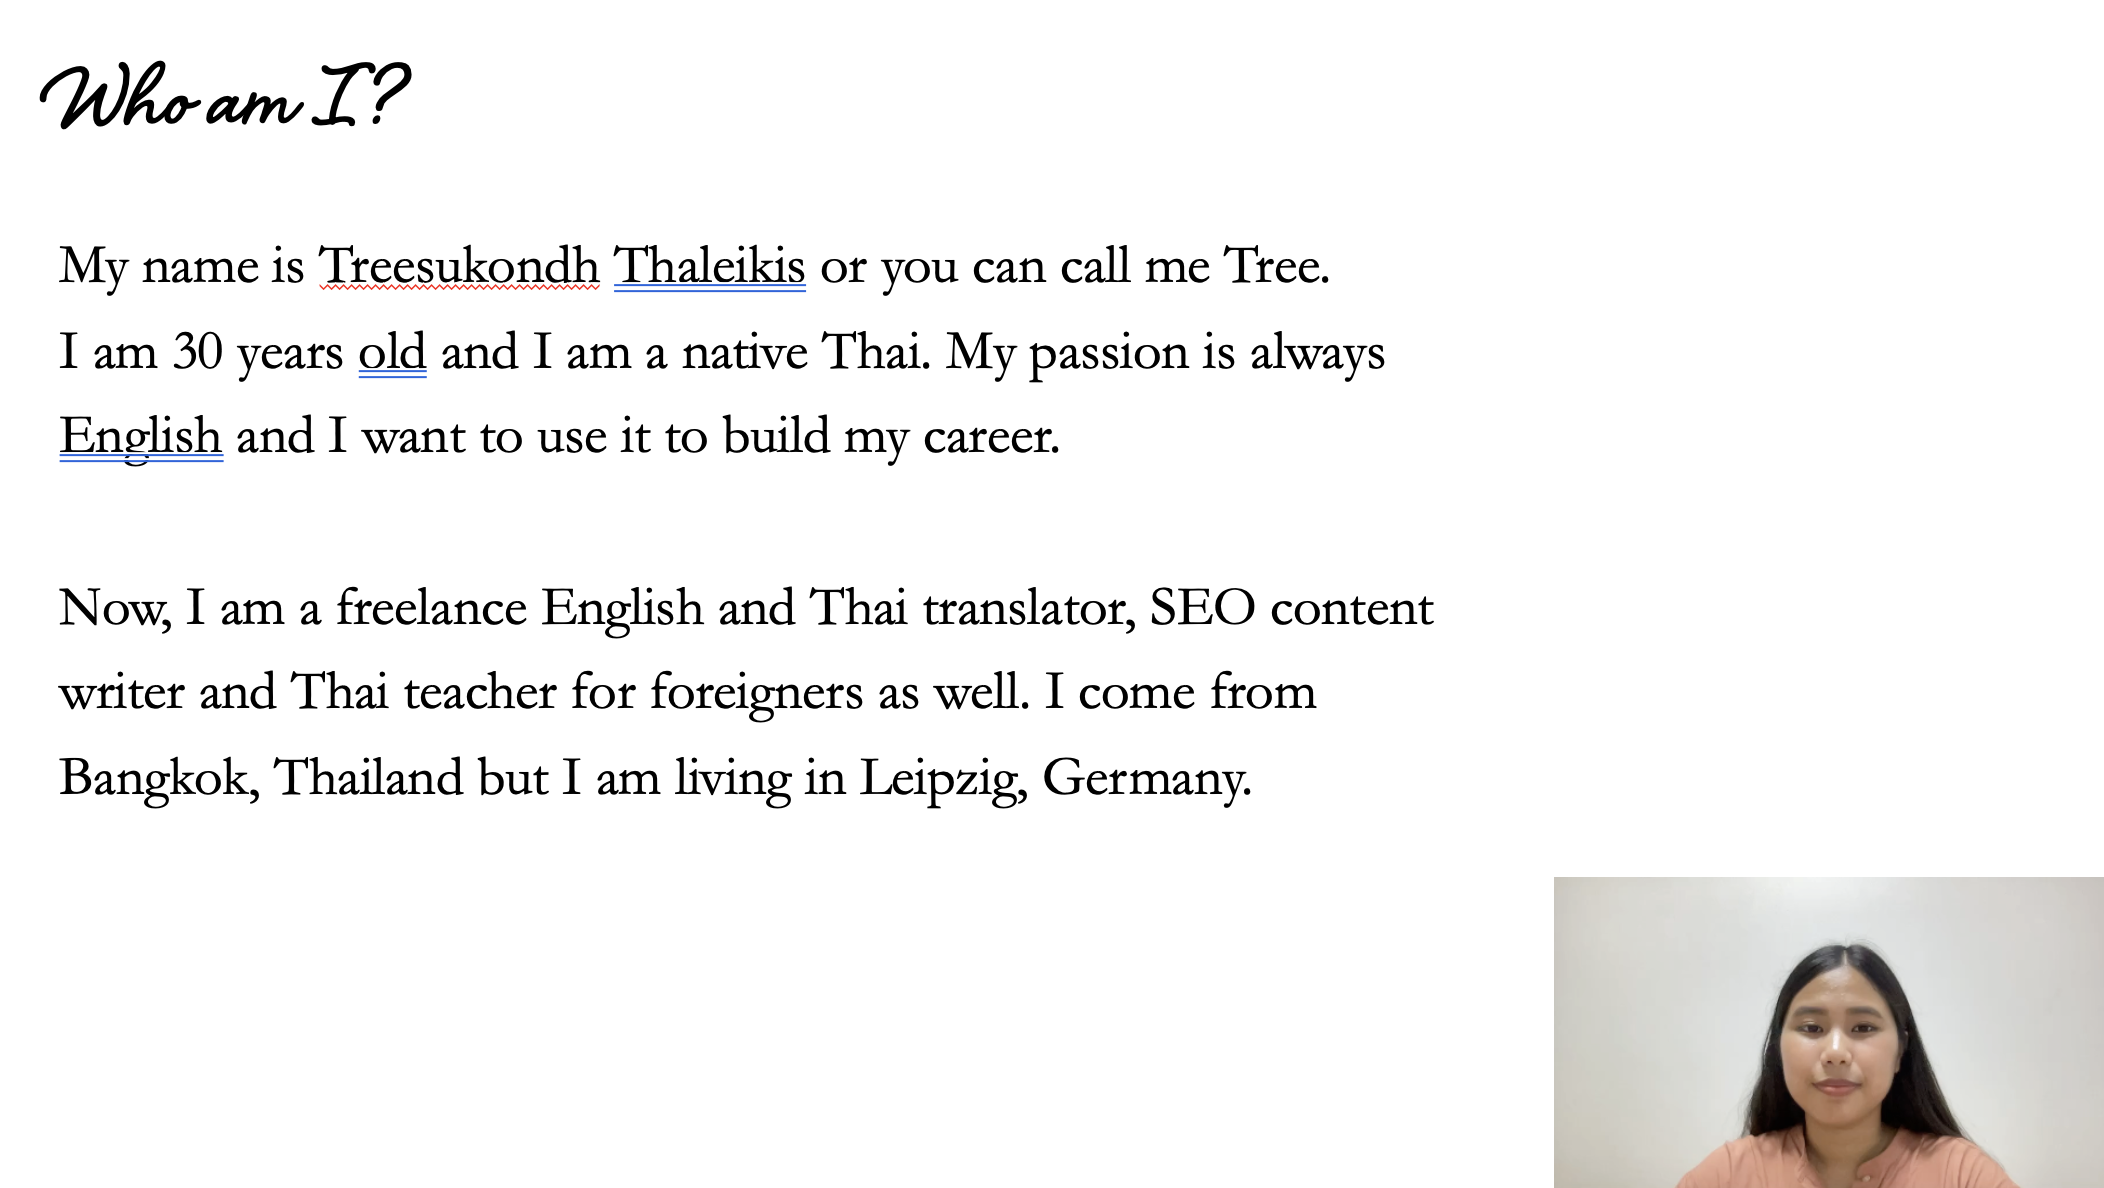 Who am I?
My name is Treesukondh Thaleikis or you can call me Tree.
I am 30 years old and I am a native Thai. My passion is always
English and I want to use it to build my career.
Now, I am a freelance English and Thai translator, SEO content
writer and Thai teacher for foreigners as well. I come from
Bangkok, Thailand but I am living in Leipzig, Germany.